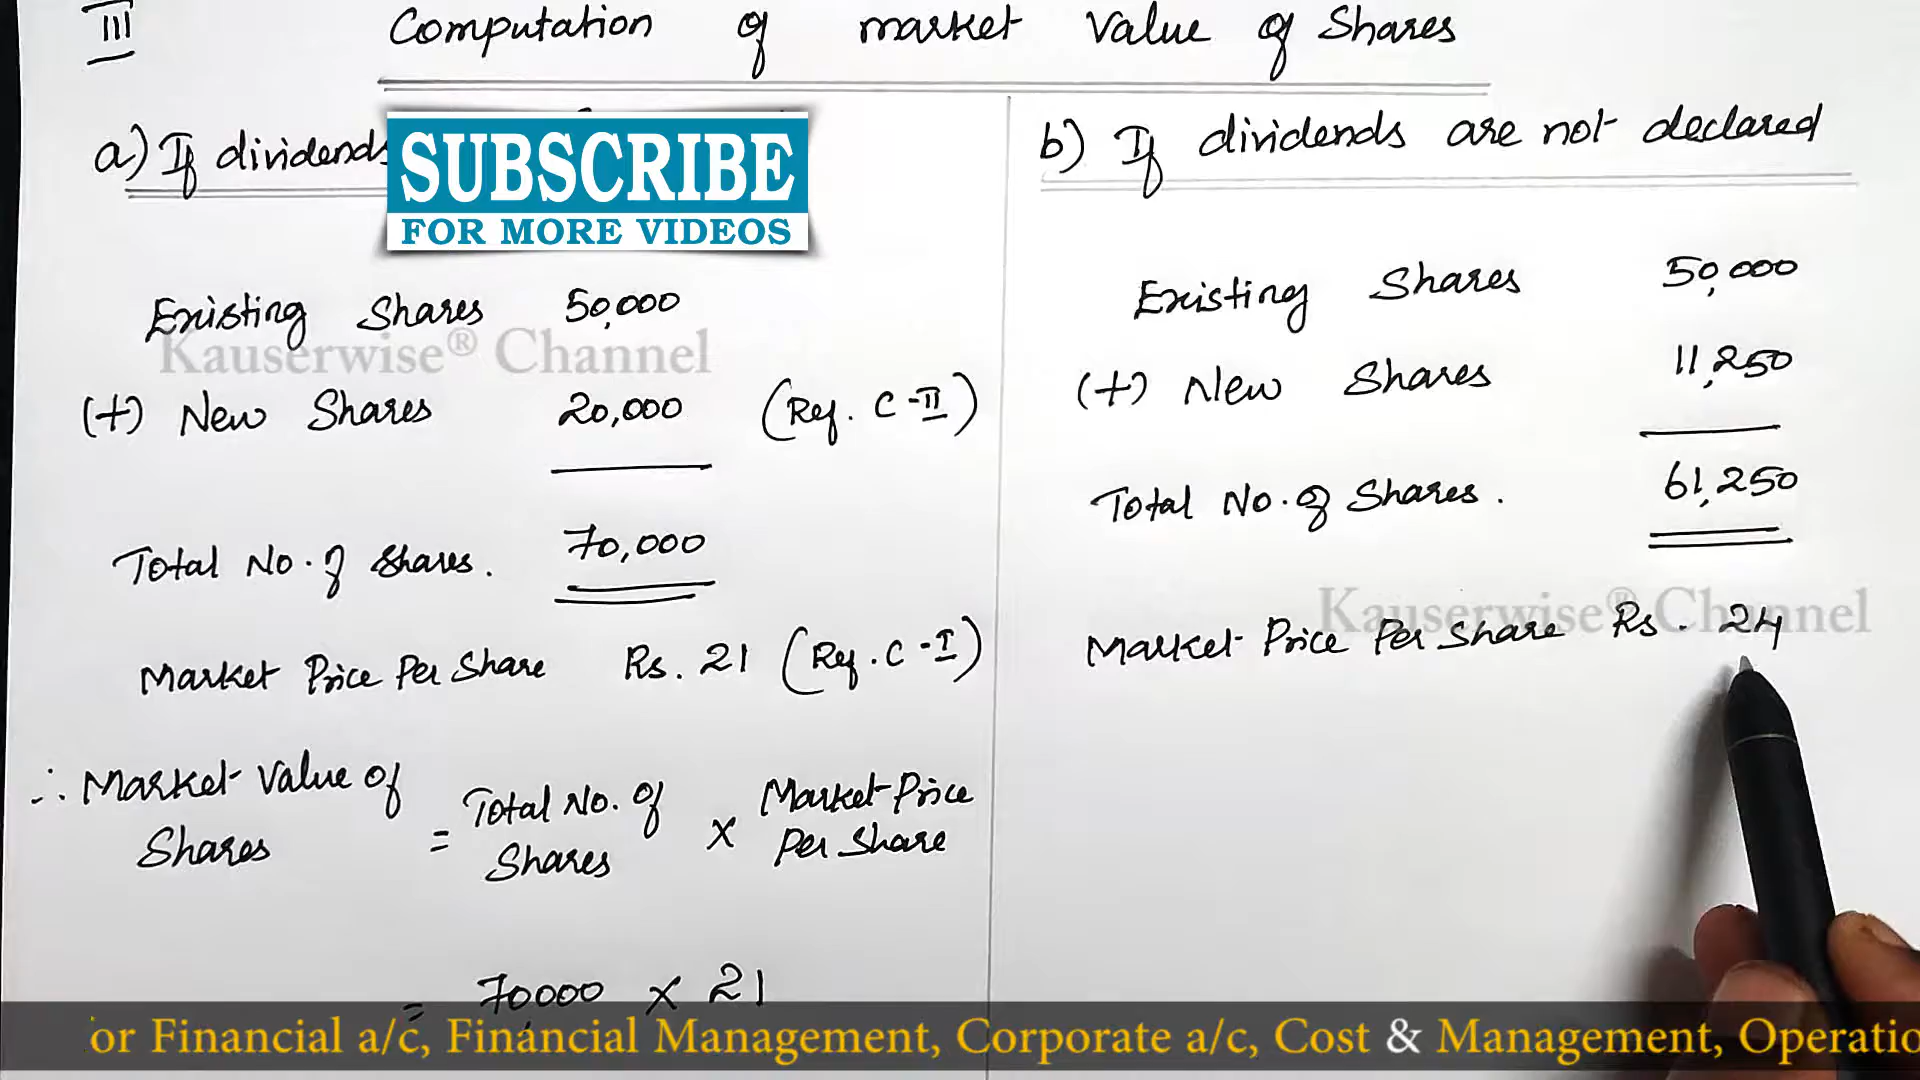 III
Computation of market Value of Shares
a) If dividends
SUBSCRIBE
FOR MORE VIDEOS
Existing Shares 50,000
Kauserwise® Channel
(+) New Shares 20,000 (Ref. C-II)
Total No. of Shares. 70,000
Market Price Per Share Rs. 21 (Ref. C-I)
∴ Market Value of Shares = Total No. of Shares × Market Price Per Share
= 70,000 × 21
b) If dividends are not declared
Existing Shares 50,000
(+) New Shares 11,250
Total No. of Shares. 61,250
Kauserwise® Channel
Market Price Per Share Rs. 24
or Financial a/c, Financial Management, Corporate a/c, Cost & Management, Operatio